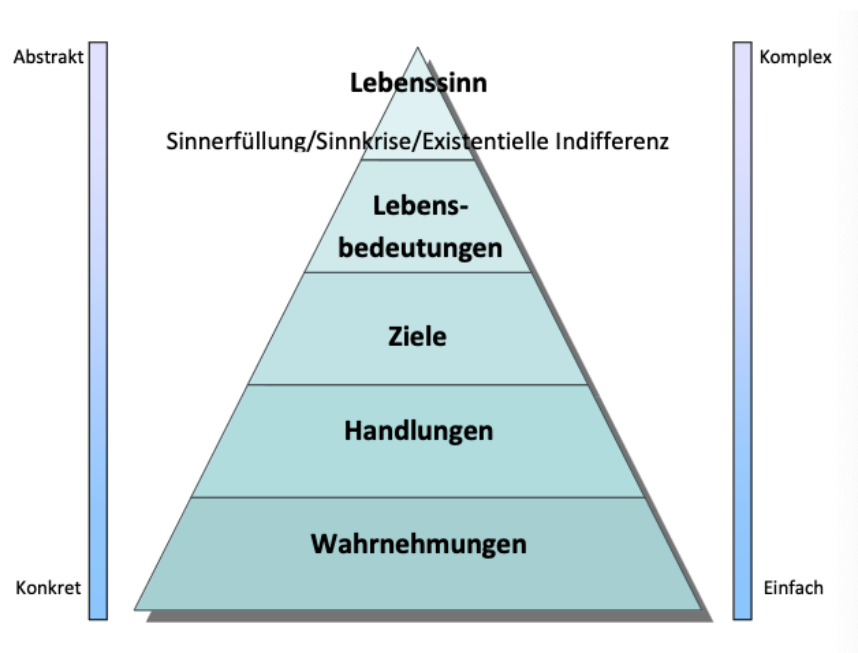 Abstrakt
Komplex
Lebenssinn
Sinnerfüllung/Sinnkrise/Existentielle Indifferenz
Lebens-
bedeutungen
Ziele
Handlungen
Wahrnehmungen
Konkret
Einfach